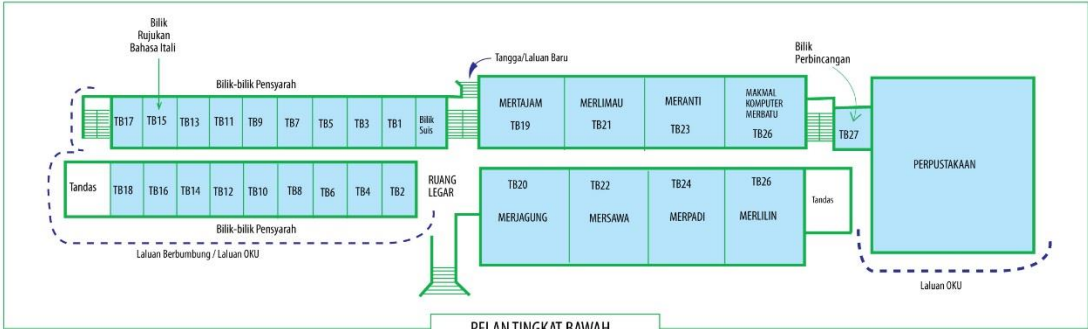 Bilik
Rujukan
Bahasa Itali
Bilik-bilik Pensyarah
TB17 TB15 TB13 TB11 TB9 TB7 TB5 TB3 TB1 Bilik
Suis
Tandas TB18 TB16 TB14 TB12 TB10 TB8 TB6 TB4 TB2
Bilik-bilik Pensyarah
Laluan Berbumbung / Laluan OKU
RUANG
LEGAR
Tangga/Laluan Baru
MERTAJAM
TB19
MERLIMAU
TB21
MERANTI
TB23
MAKMAL
KOMPUTER
MERBATU
TB26
TB20
MERJAGUNG
TB22
MERSAWA
TB24
MERPADI
TB26
MERLILIN
Tandas
Bilik
Perbincangan
TB27
PERPUSTAKAAN
Laluan OKU
PELAN TINGKAT BAWAH